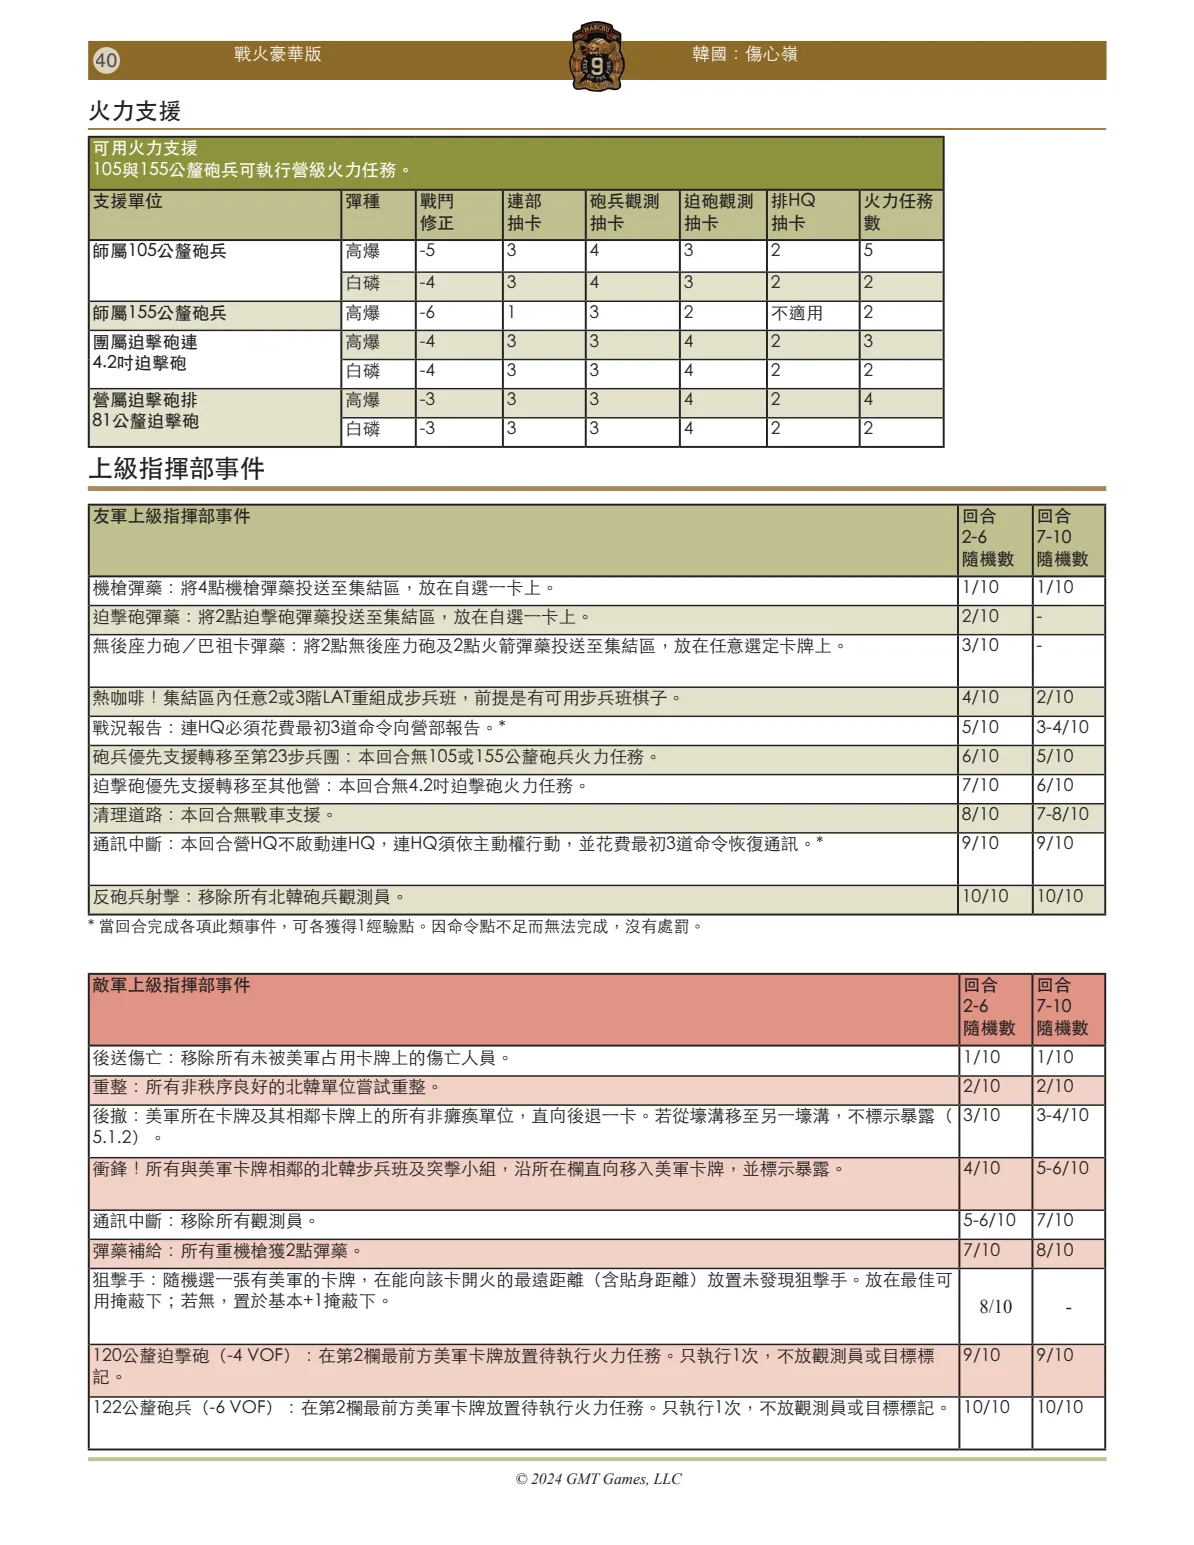 40
戰火豪華版
MANCHU
9
韓國：傷心嶺
火力支援
可用火力支援
105與155公釐砲兵可執行營級火力任務。
支援單位 彈種 戰鬥修正 連部抽卡 砲兵觀測抽卡 迫砲觀測抽卡 排HQ抽卡 火力任務數
師屬105公釐砲兵 高爆 -5 3 4 3 2 5
白磷 -4 3 4 3 2 2
師屬155公釐砲兵 高爆 -6 1 3 2 不適用 2
團屬迫擊砲連 高爆 -4 3 3 4 2 3
4.2吋迫擊砲
白磷 -4 3 3 4 2 2
營屬迫擊砲排 高爆 -3 3 3 4 2 4
81公釐迫擊砲
白磷 -3 3 3 4 2 2
上級指揮部事件
友軍上級指揮部事件 回合2-6隨機數 回合7-10隨機數
機槍彈藥：將4點機槍彈藥投送至集結區，放在自選一卡上。 1/10 1/10
迫擊砲彈藥：將2點迫擊砲彈藥投送至集結區，放在自選一卡上。 2/10 -
無後座力砲／巴祖卡彈藥：將2點無後座力砲及2點火箭彈藥投送至集結區，放在任意選定卡牌上。 3/10 -
熱咖啡！集結區內任意2或3階LAT重組成步兵班，前提是有可用步兵班棋子。 4/10 2/10
戰況報告：連HQ必須花費最初3道命令向營部報告。* 5/10 3-4/10
砲兵優先支援轉移至第23步兵團：本回合無105或155公釐砲兵火力任務。 6/10 5/10
迫擊砲優先支援轉移至其他營：本回合無4.2吋迫擊砲火力任務。 7/10 6/10
清理道路：本回合無戰車支援。 8/10 7-8/10
通訊中斷：本回合營HQ不啟動連HQ，連HQ須依主動權行動，並花費最初3道命令恢復通訊。* 9/10 9/10
反砲兵射擊：移除所有北韓砲兵觀測員。 10/10 10/10
* 當回合完成各項此類事件，可各獲得1經驗點。因命令點不足而無法完成，沒有處罰。
敵軍上級指揮部事件 回合2-6隨機數 回合7-10隨機數
後送傷亡：移除所有未被美軍占用卡牌上的傷亡人員。 1/10 1/10
重整：所有非秩序良好的北韓單位嘗試重整。 2/10 2/10
後撤：美軍所在卡牌及其相鄰卡牌上的所有非癱瘓單位，直向後退一卡。若從壕溝移至另一壕溝，不標示暴露（ 3/10 3-4/10
5.1.2）。
衝鋒！所有與美軍卡牌相鄰的北韓步兵班及突擊小組，沿所在欄直向移入美軍卡牌，並標示暴露。 4/10 5-6/10
通訊中斷：移除所有觀測員。 5-6/10 7/10
彈藥補給：所有重機槍獲2點彈藥。 7/10 8/10
狙擊手：隨機選一張有美軍的卡牌，在能向該卡開火的最遠距離（含貼身距離）放置未發現狙擊手。放在最佳可
用掩蔽下；若無，置於基本+1掩蔽下。 8/10 -
120公釐迫擊砲（-4 VOF）：在第2欄最前方美軍卡牌放置待執行火力任務。只執行1次，不放觀測員或目標標 9/10 9/10
記。
122公釐砲兵（-6 VOF）：在第2欄最前方美軍卡牌放置待執行火力任務。只執行1次，不放觀測員或目標標記。 10/10 10/10
© 2024 GMT Games, LLC